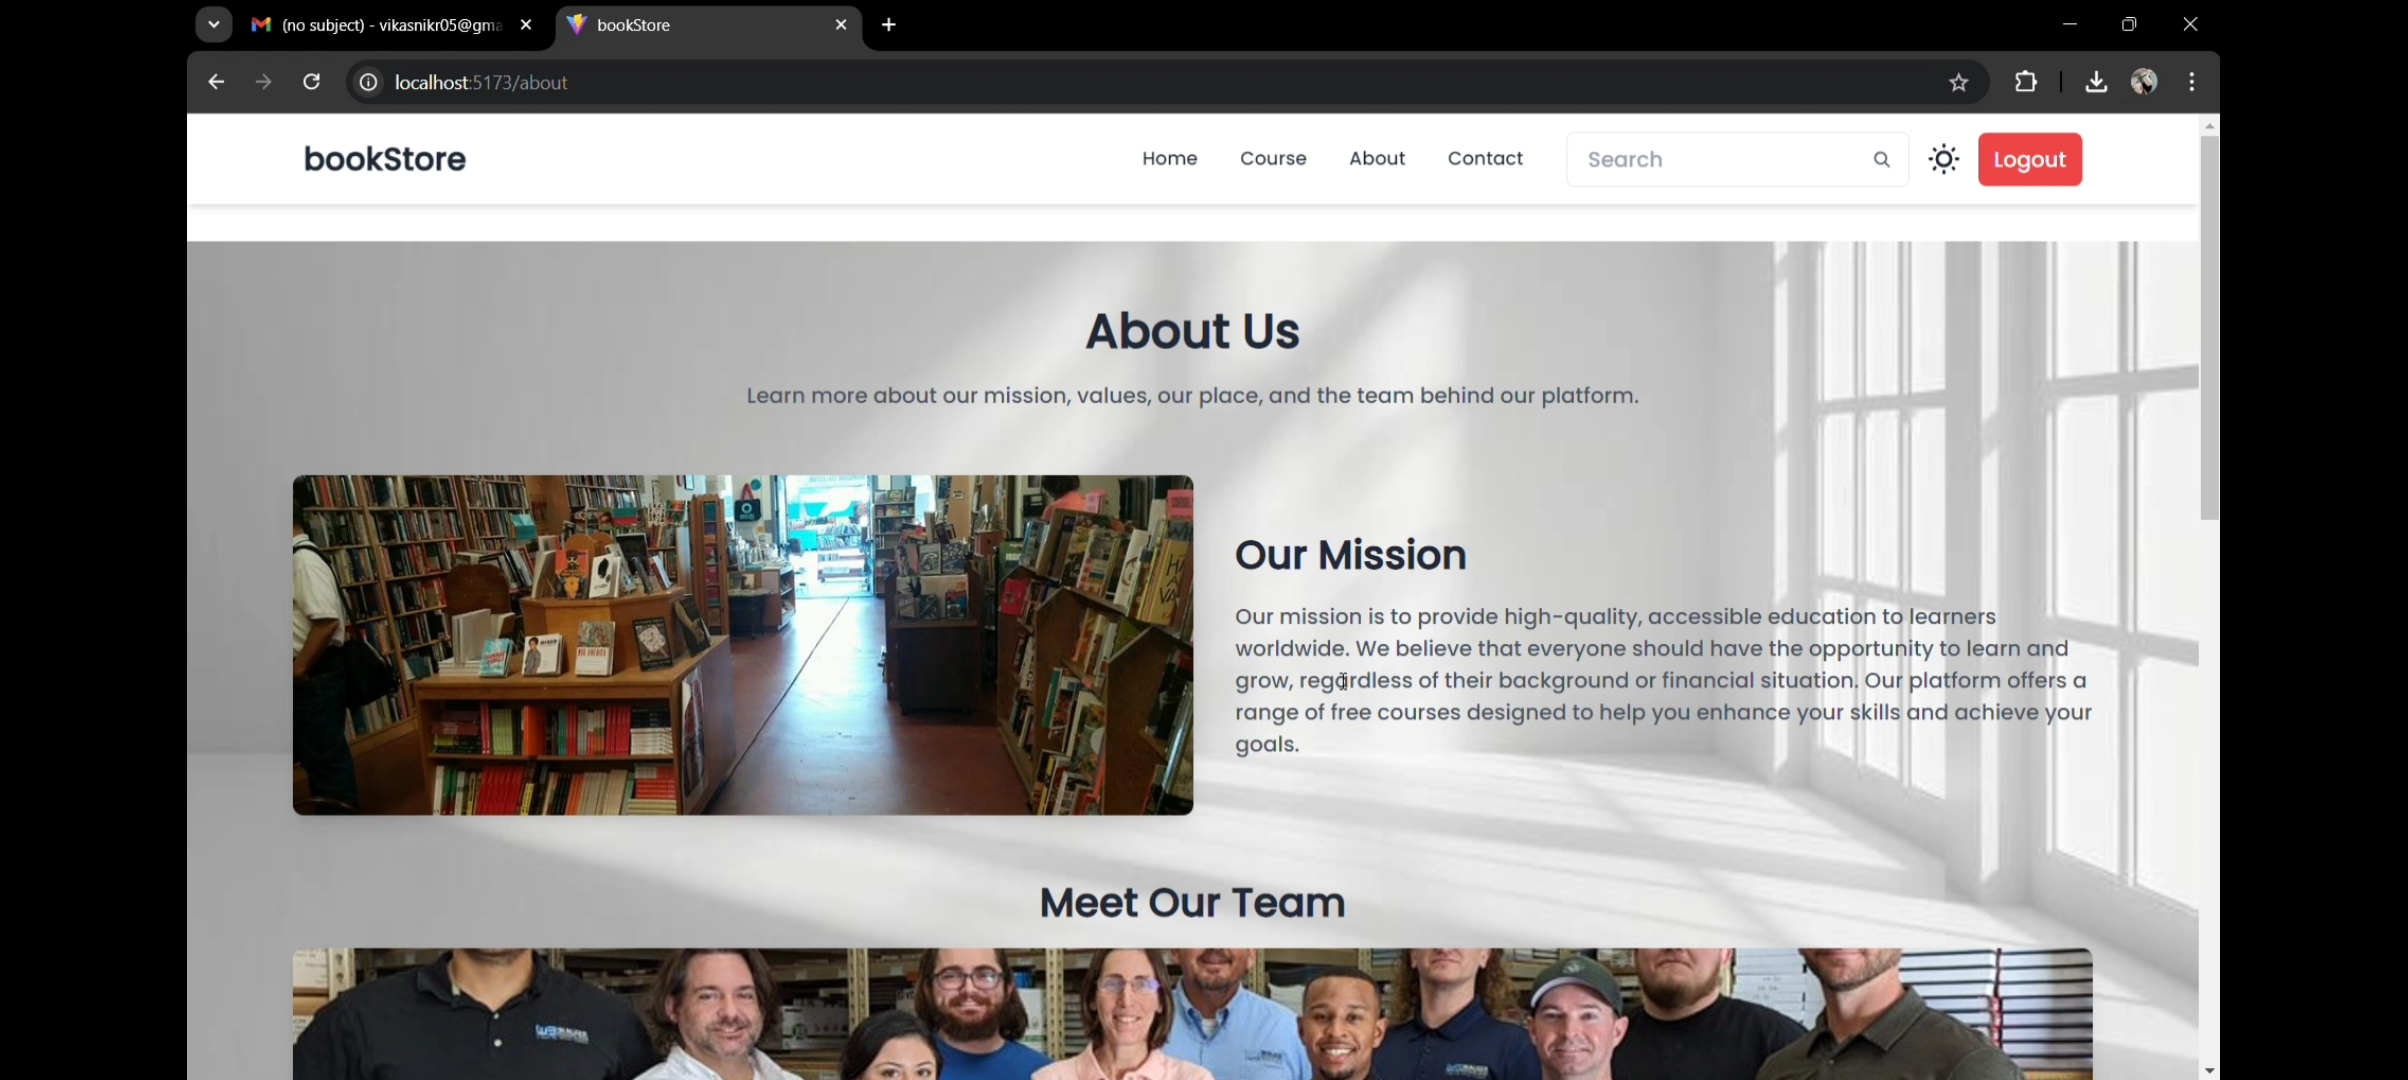 (no subject) - vikasnikr05@gma
bookStore
localhost:5173/about
bookStore
Home
Course
About
Contact
Search
Logout
About Us
Learn more about our mission, values, our place, and the team behind our platform.
Our Mission
Our mission is to provide high-quality, accessible education to learners
worldwide. We believe that everyone should have the opportunity to learn and
grow, regardless of their background or financial situation. Our platform offers a
range of free courses designed to help you enhance your skills and achieve your
goals.
Meet Our Team